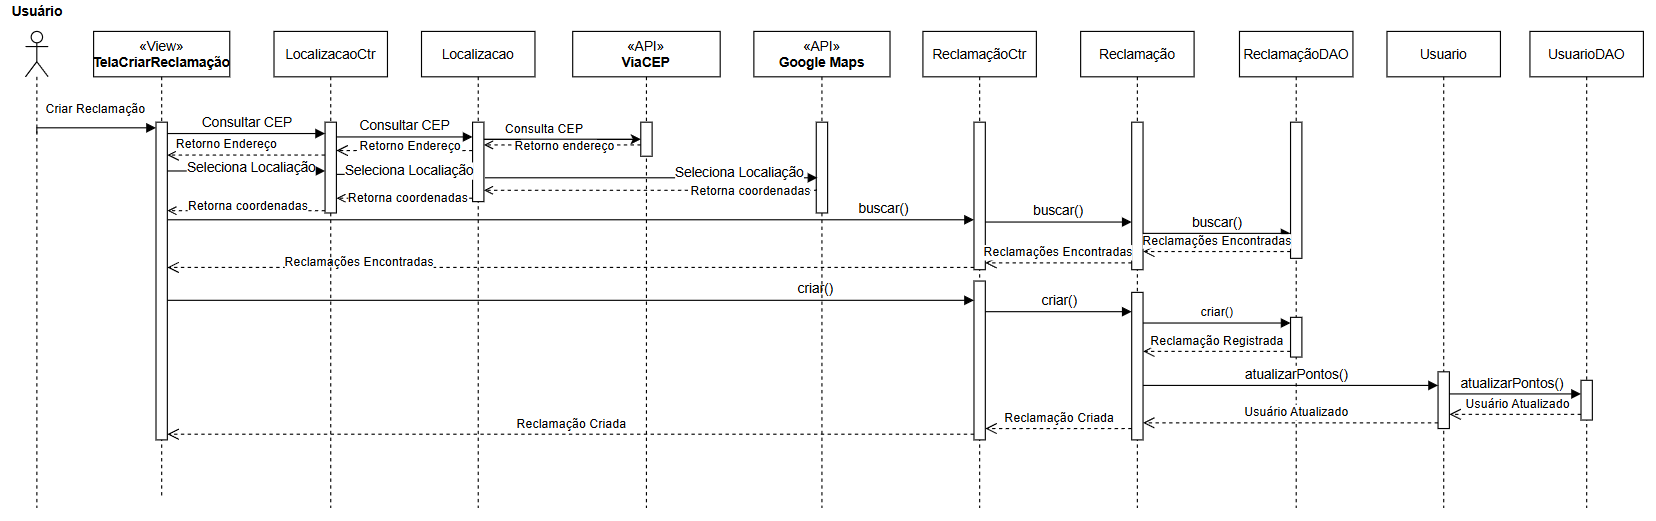 Usuário
«View»
TelaCriarReclamação
LocalizacaoCtr
Localizacao
«API»
ViaCEP
«API»
Google Maps
ReclamaçãoCtr
Reclamação
ReclamaçãoDAO
Usuario
UsuarioDAO
Criar Reclamação
Consultar CEP
Consultar CEP
Consulta CEP
Retorno Endereço
Retorno Endereço
Retorno endereço
Seleciona Localiação
Seleciona Localiação
Seleciona Localiação
Retorna coordenadas
Retorna coordenadas
Retorna coordenadas
buscar()
buscar()
buscar()
Reclamações Encontradas
Reclamações Encontradas
Reclamações Encontradas
criar()
criar()
criar()
Reclamação Registrada
atualizarPontos()
atualizarPontos()
Usuário Atualizado
Usuário Atualizado
Reclamação Criada
Reclamação Criada